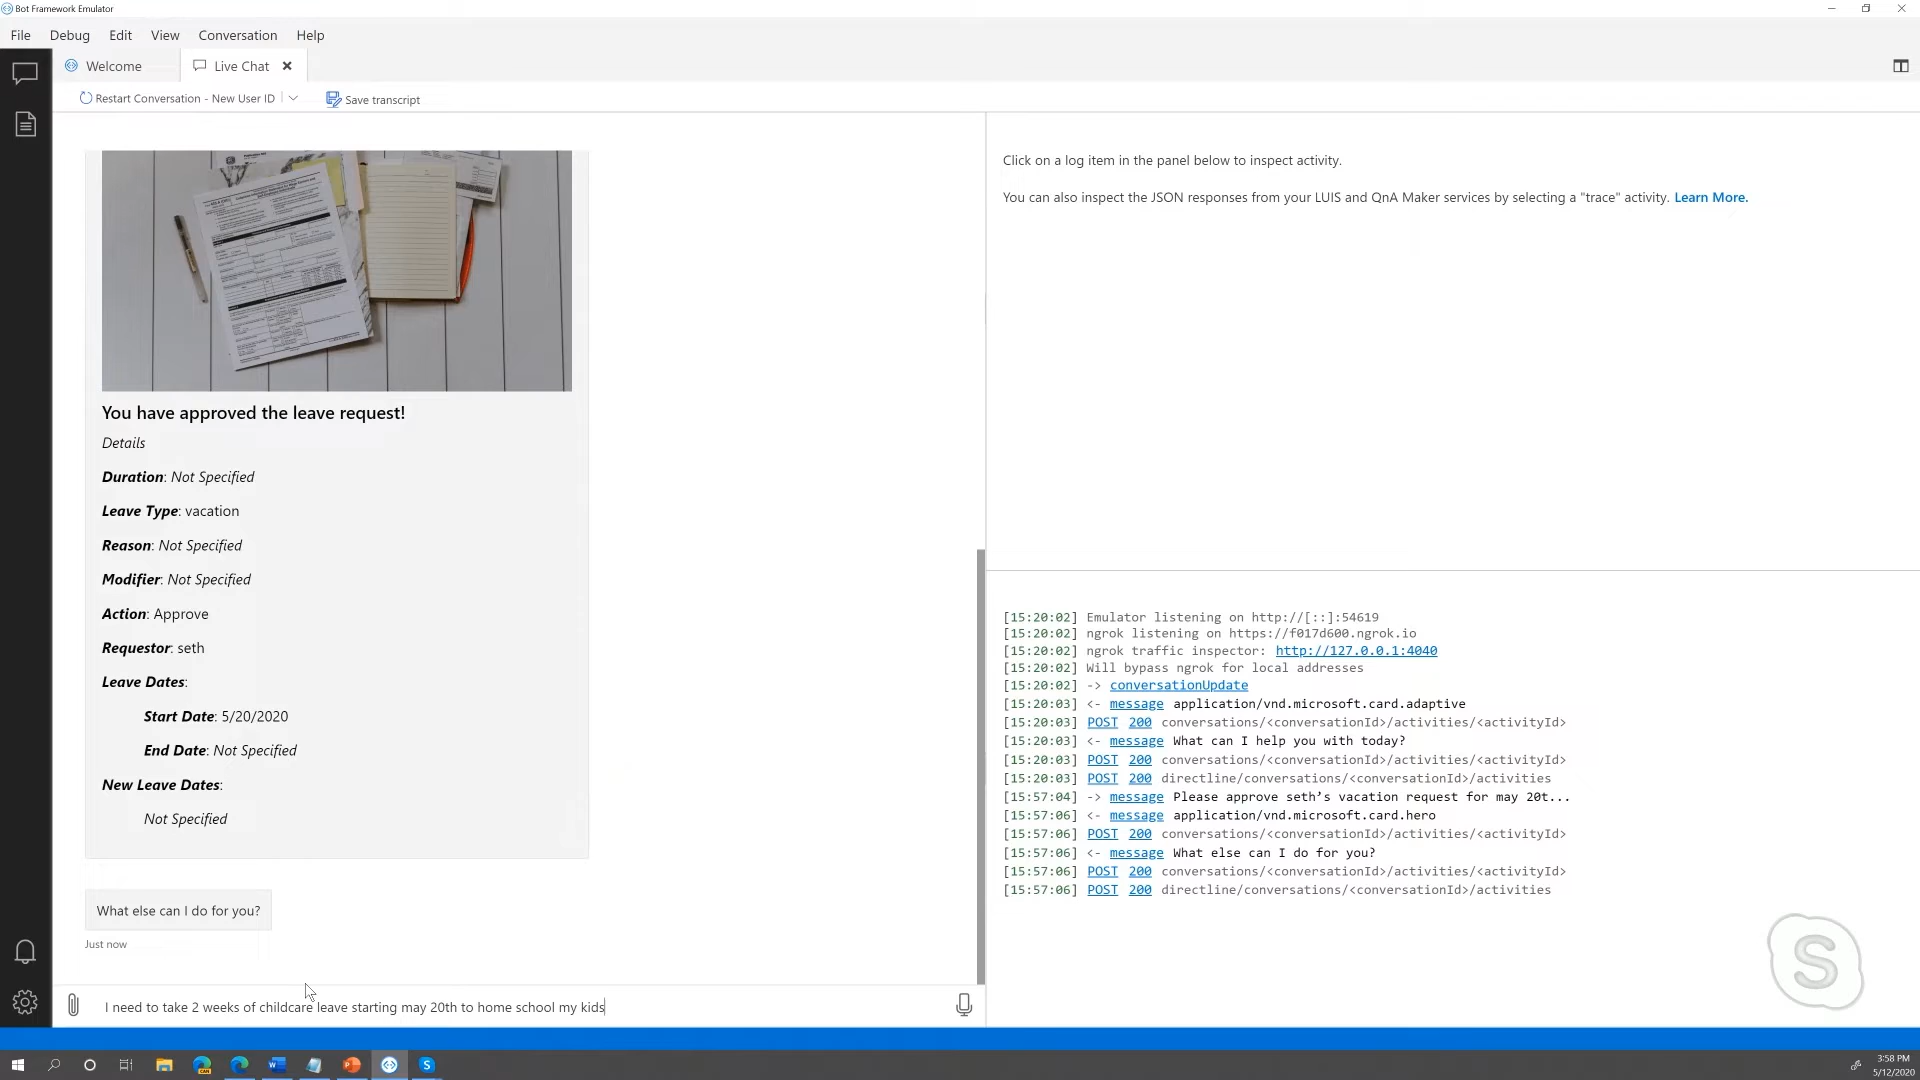 Bot Framework Emulator
File Debug Edit View Conversation Help
Welcome Live Chat
Restart Conversation - New User ID Save transcript
You have approved the leave request!
Details
Duration: Not Specified
Leave Type: vacation
Reason: Not Specified
Modifier: Not Specified
Action: Approve
Requestor: seth
Leave Dates:
Start Date: 5/20/2020
End Date: Not Specified
New Leave Dates:
Not Specified
What else can I do for you?
Just now
I need to take 2 weeks of childcare leave starting may 20th to home school my kids
Click on a log item in the panel below to inspect activity.
You can also inspect the JSON responses from your LUIS and QnA Maker services by selecting a "trace" activity. Learn More.
[15:20:02] Emulator listening on http://[::]:54619
[15:20:02] ngrok listening on https://f017d600.ngrok.io
[15:20:02] ngrok traffic inspector: http://127.0.0.1:4040
[15:20:02] Will bypass ngrok for local addresses
[15:20:02] -> conversationUpdate
[15:20:03] <- message application/vnd.microsoft.card.adaptive
[15:20:03] POST 200 conversations/<conversationId>/activities/<activityId>
[15:20:03] <- message What can I help you with today?
[15:20:03] POST 200 conversations/<conversationId>/activities/<activityId>
[15:20:03] POST 200 directline/conversations/<conversationId>/activities
[15:57:04] -> message Please approve seth’s vacation request for may 20t...
[15:57:06] <- message application/vnd.microsoft.card.hero
[15:57:06] POST 200 conversations/<conversationId>/activities/<activityId>
[15:57:06] <- message What else can I do for you?
[15:57:06] POST 200 conversations/<conversationId>/activities/<activityId>
[15:57:06] POST 200 directline/conversations/<conversationId>/activities
S
3:58 PM
5/12/2020